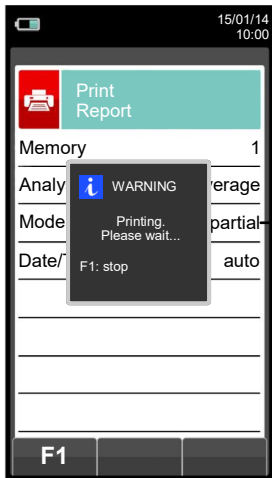 15/01/14
10:00
Print
Report
Memory 1
Analy verage
Mode partial
Date/ auto
WARNING
Printing.
Please wait...
F1: stop
F1